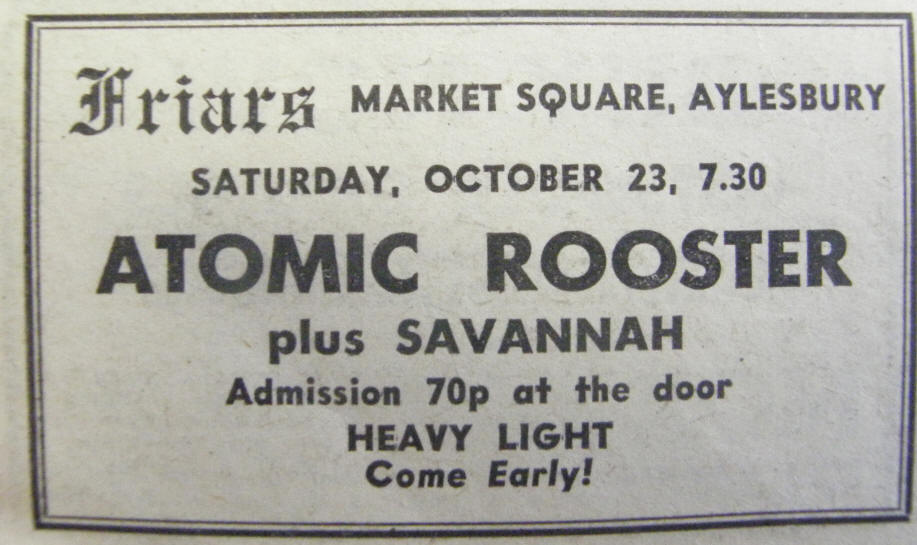 Friars MARKET SQUARE, AYLESBURY
SATURDAY, OCTOBER 23, 7.30
ATOMIC ROOSTER
plus SAVANNAH
Admission 70p at the door
HEAVY LIGHT
Come Early!